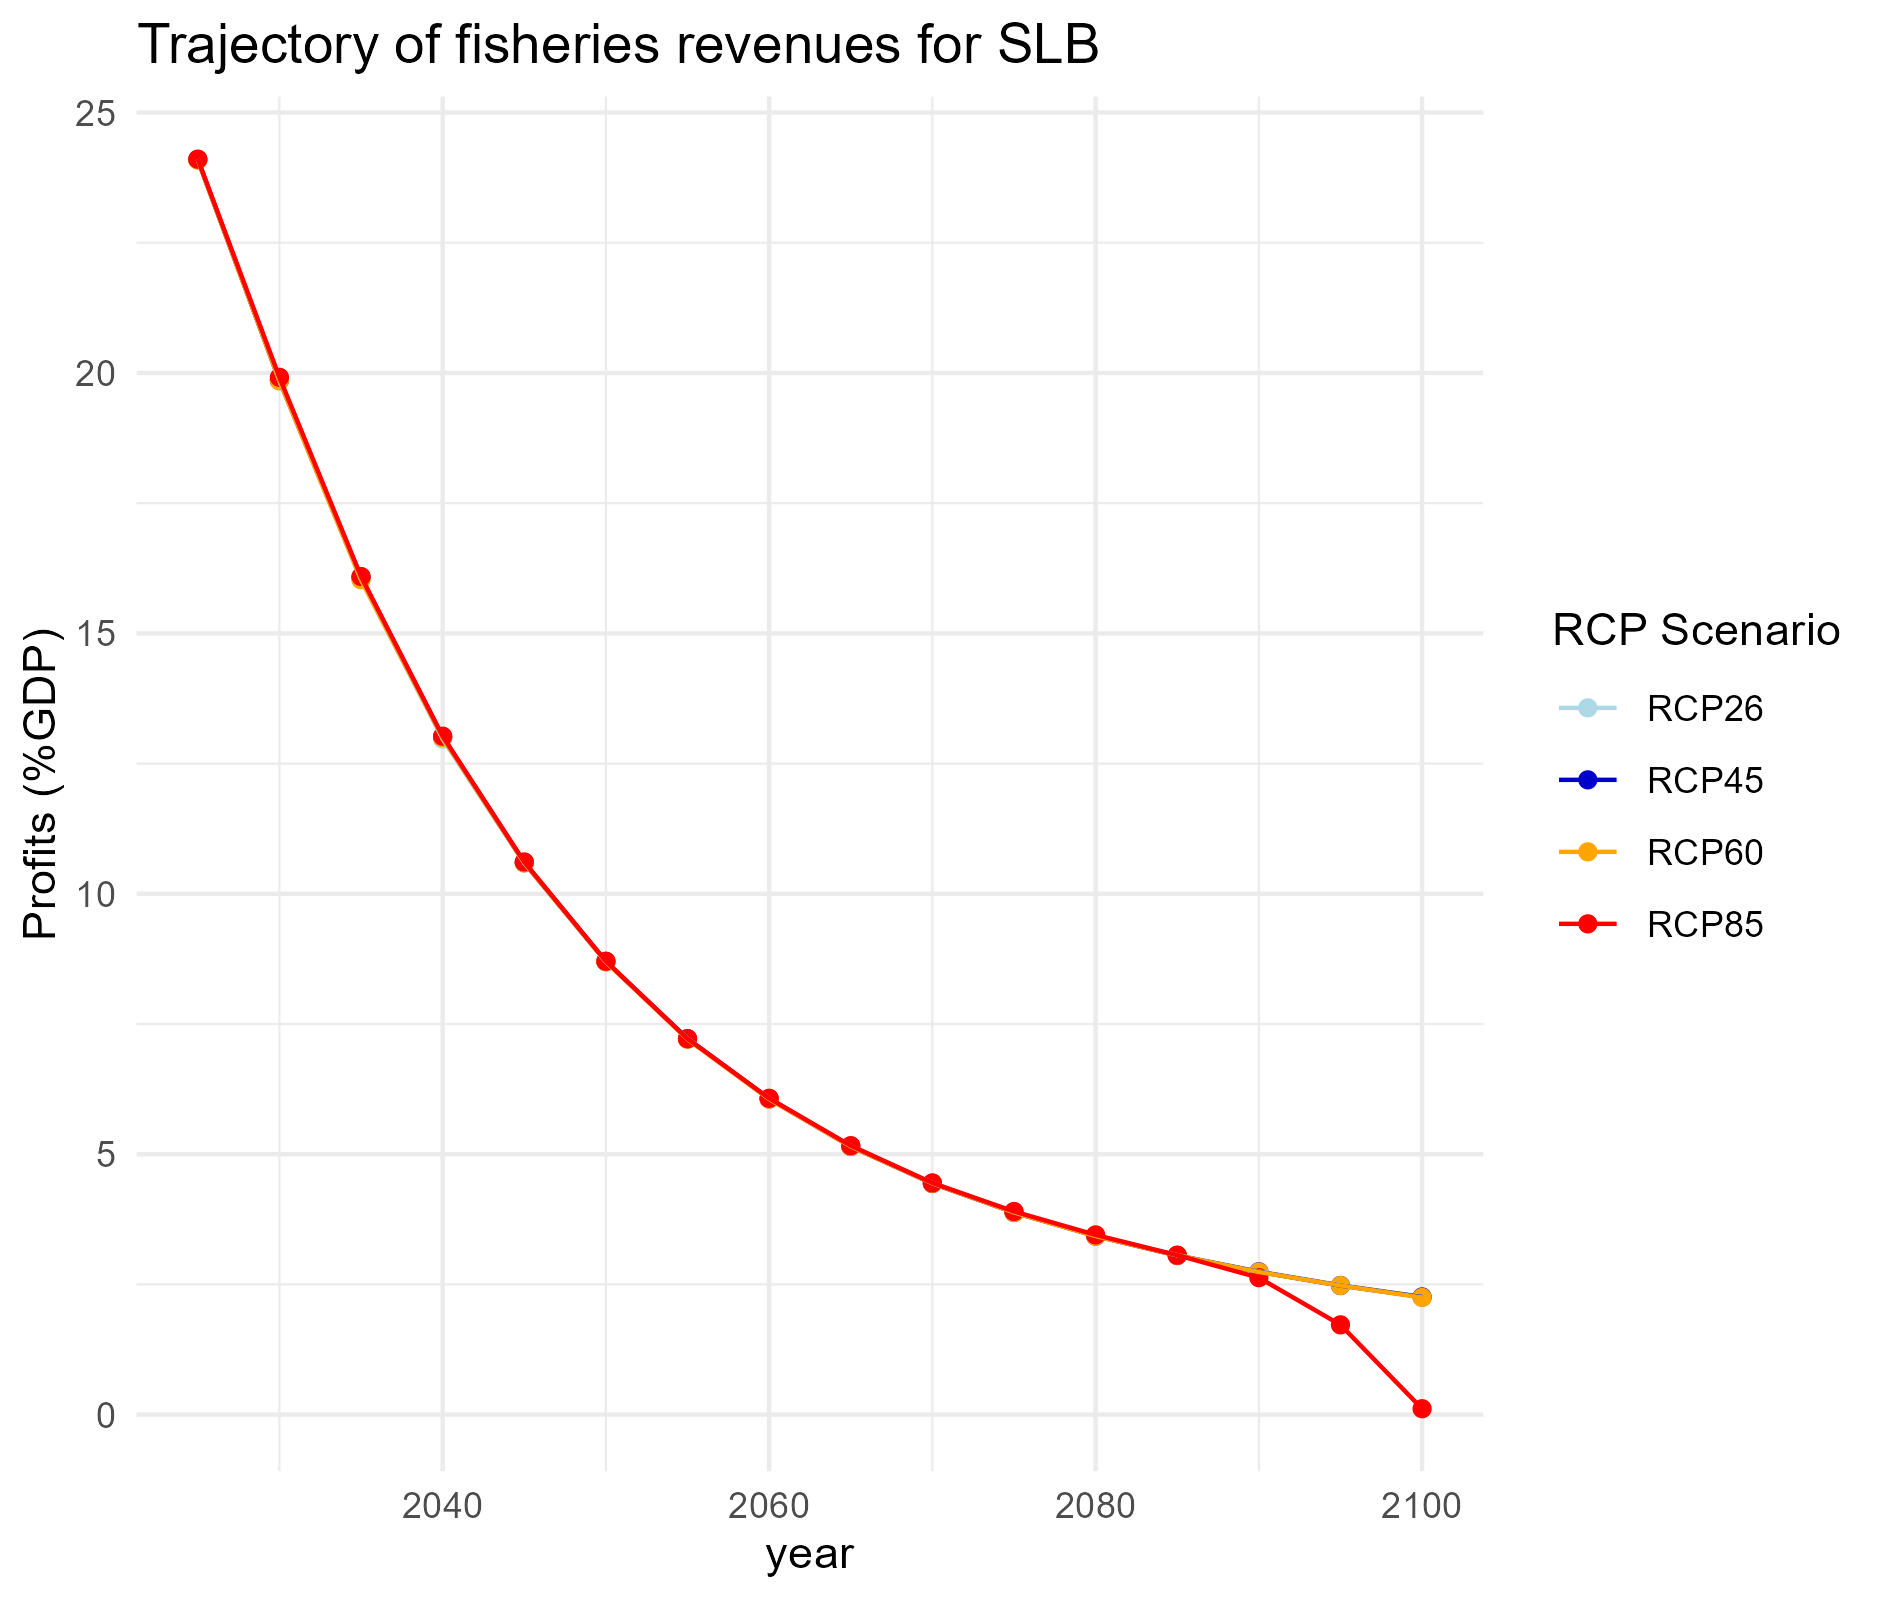 Trajectory of fisheries revenues for SLB
25
20
15
10
5
0
Profits (%GDP)
2040
2060
2080
2100
year
RCP Scenario
RCP26
RCP45
RCP60
RCP85